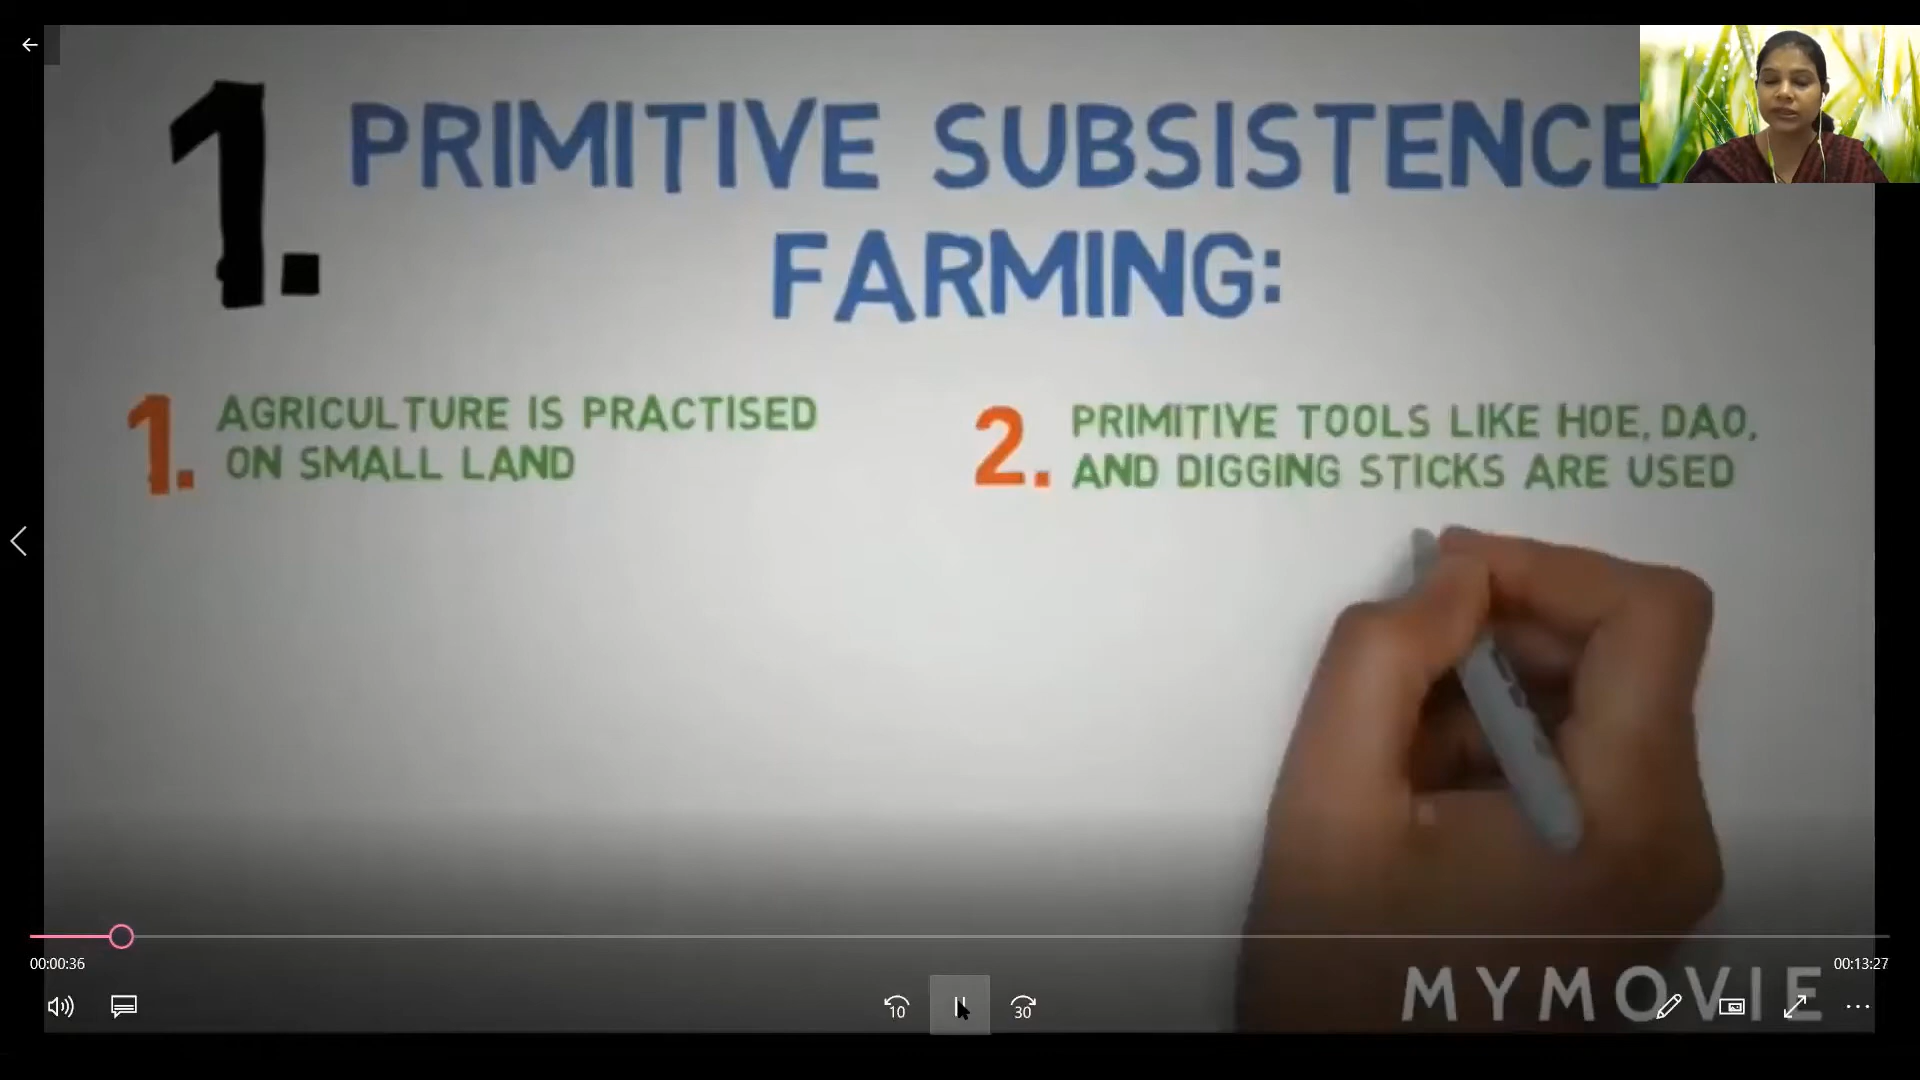 1. PRIMITIVE SUBSISTENCE
FARMING:
1. AGRICULTURE IS PRACTISED
ON SMALL LAND
2. PRIMITIVE TOOLS LIKE HOE, DAO,
AND DIGGING STICKS ARE USED
00:00:36
00:13:27
10
30
MYMOVIE